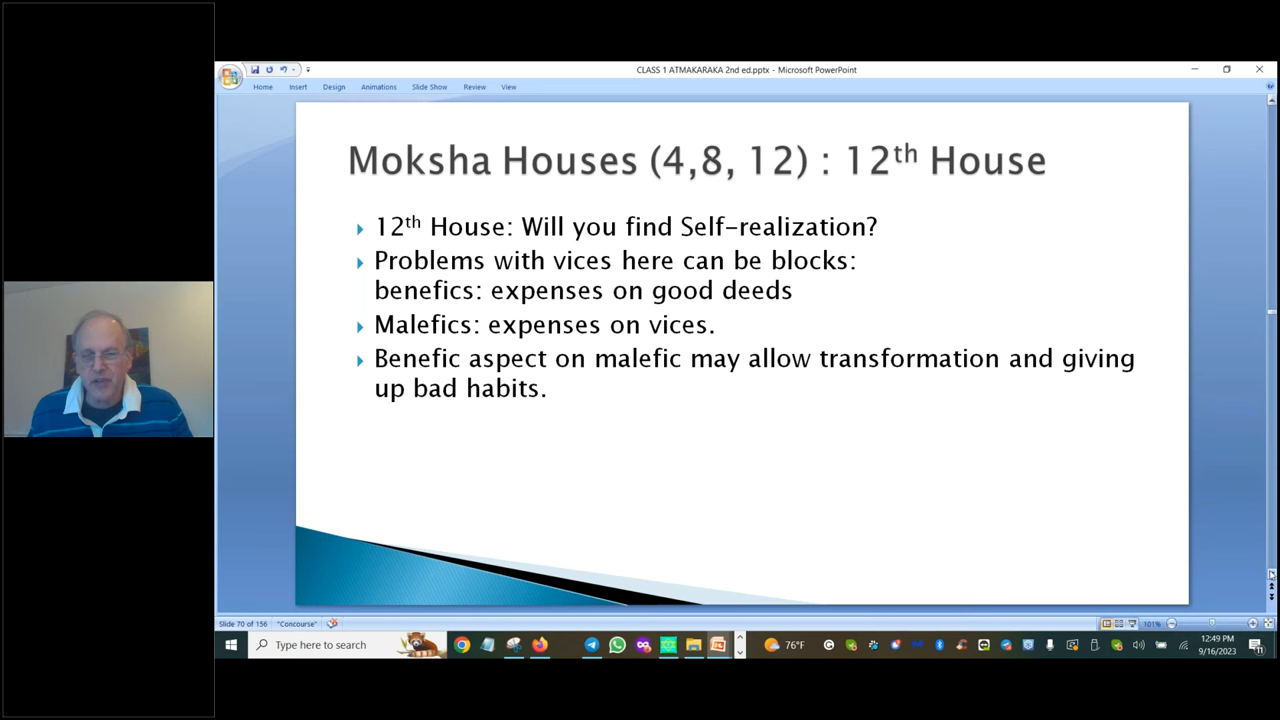 CLASS 1 ATMAKARAKA 2nd ed.pptx - Microsoft PowerPoint
Home Insert Design Animations Slide Show Review View
Moksha Houses (4,8, 12) : 12th House
12th House: Will you find Self-realization?
Problems with vices here can be blocks:
benefics: expenses on good deeds
Malefics: expenses on vices.
Benefic aspect on malefic may allow transformation and giving
up bad habits.
Slide 70 of 156 "Concourse" 101%
Type here to search 76°F 12:49 PM
9/16/2023